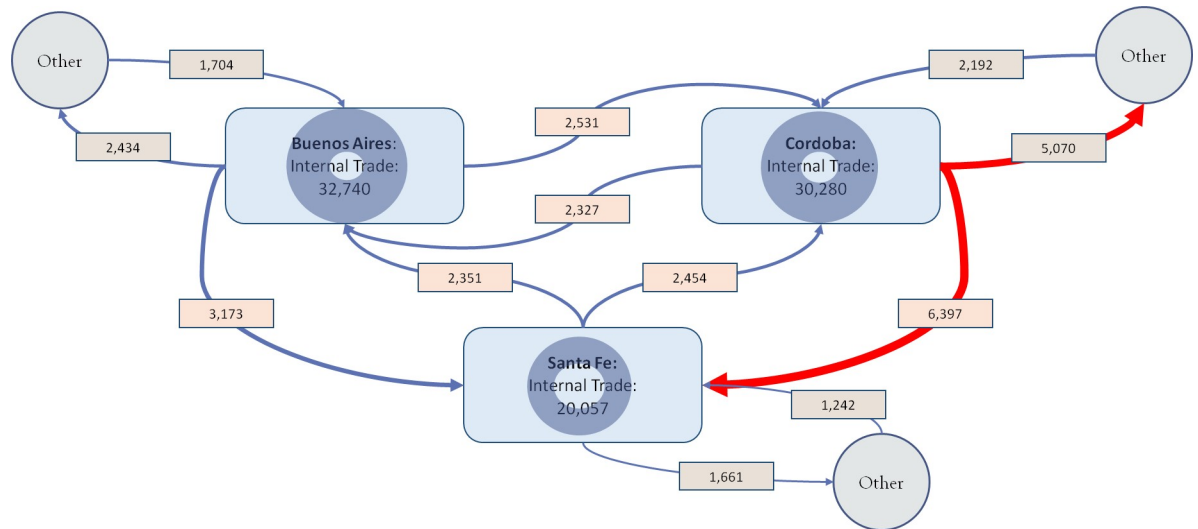 Other
1,704
2,434
Buenos Aires:
Internal Trade:
32,740
2,531
2,327
Cordoba:
Internal Trade:
30,280
2,192
Other
5,070
2,351
2,454
3,173
6,397
Santa Fe:
Internal Trade:
20,057
1,242
1,661
Other